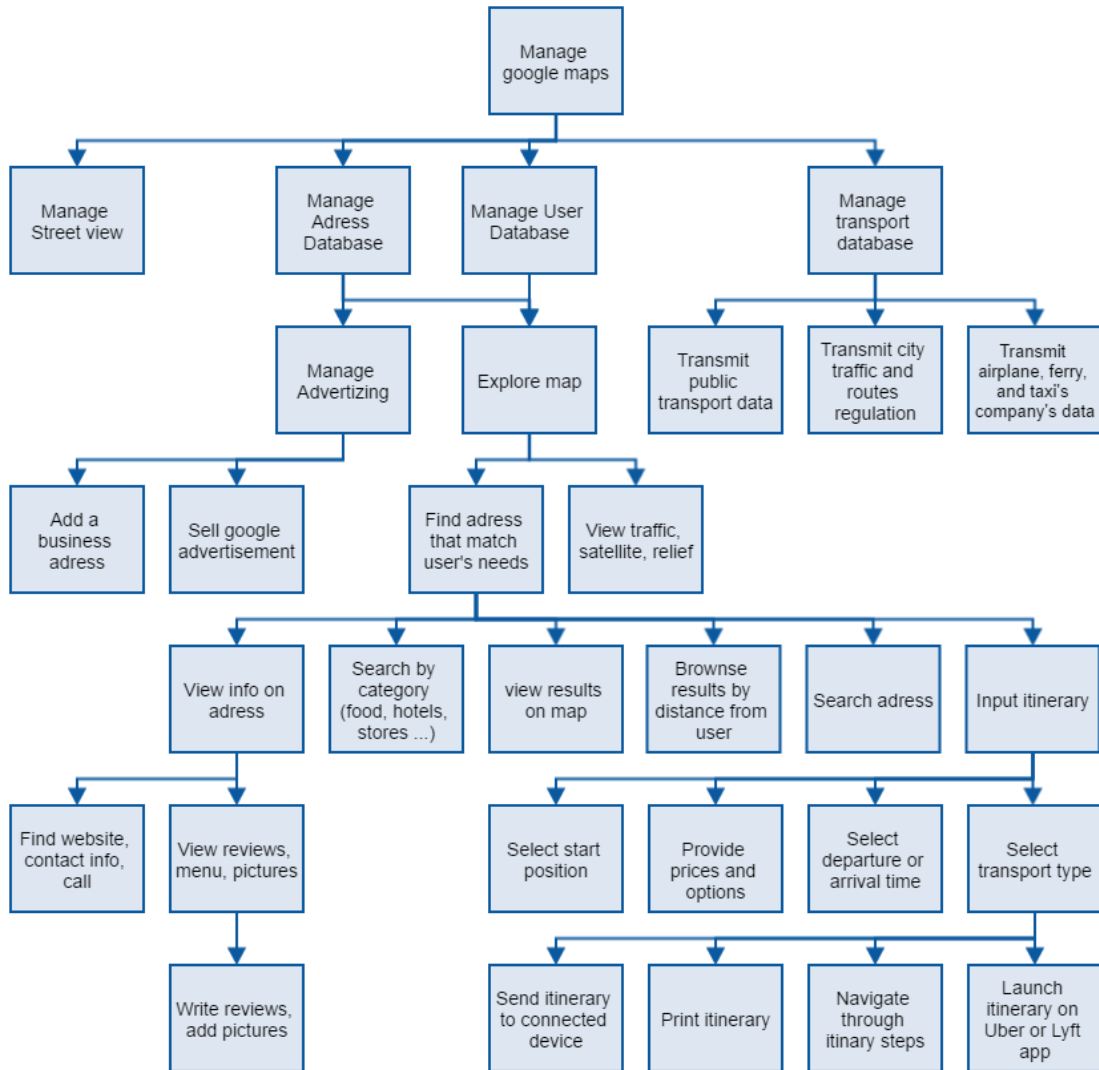 Manage
google maps
Manage
Street view
Manage
Adress
Database
Manage User
Database
Manage
transport
database
Manage
Advertizing
Explore map
Transmit
public
transport data
Transmit city
traffic and
routes
regulation
Transmit
airplane, ferry,
and taxi's
company's data
Add a
business
adress
Sell google
advertisement
Find adress
that match
user's needs
View traffic,
satellite, relief
View info on
adress
Search by
category
(food, hotels,
stores ...)
view results
on map
Brownse
results by
distance from
user
Search adress
Input itinerary
Find website,
contact info,
call
View reviews,
menu, pictures
Select start
position
Provide
prices and
options
Select
departure or
arrival time
Select
transport type
Write reviews,
add pictures
Send itinerary
to connected
device
Print itinerary
Navigate
through
itinary steps
Launch
itinerary on
Uber or Lyft
app